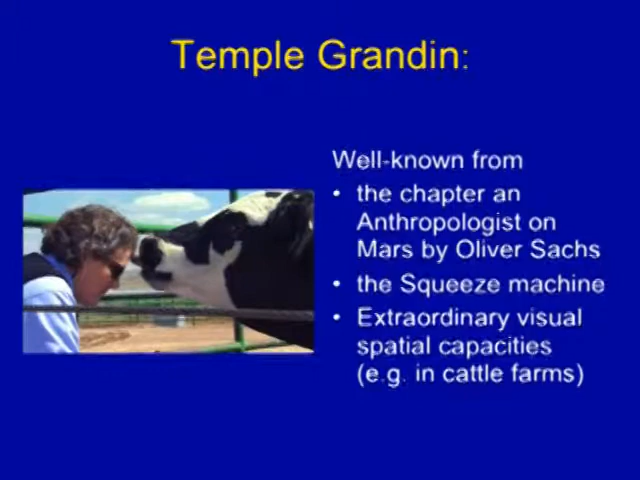 Temple Grandin:
Well-known from
• the chapter an
Anthropologist on
Mars by Oliver Sachs
• the Squeeze machine
• Extraordinary visual
spatial capacities
(e.g. in cattle farms)